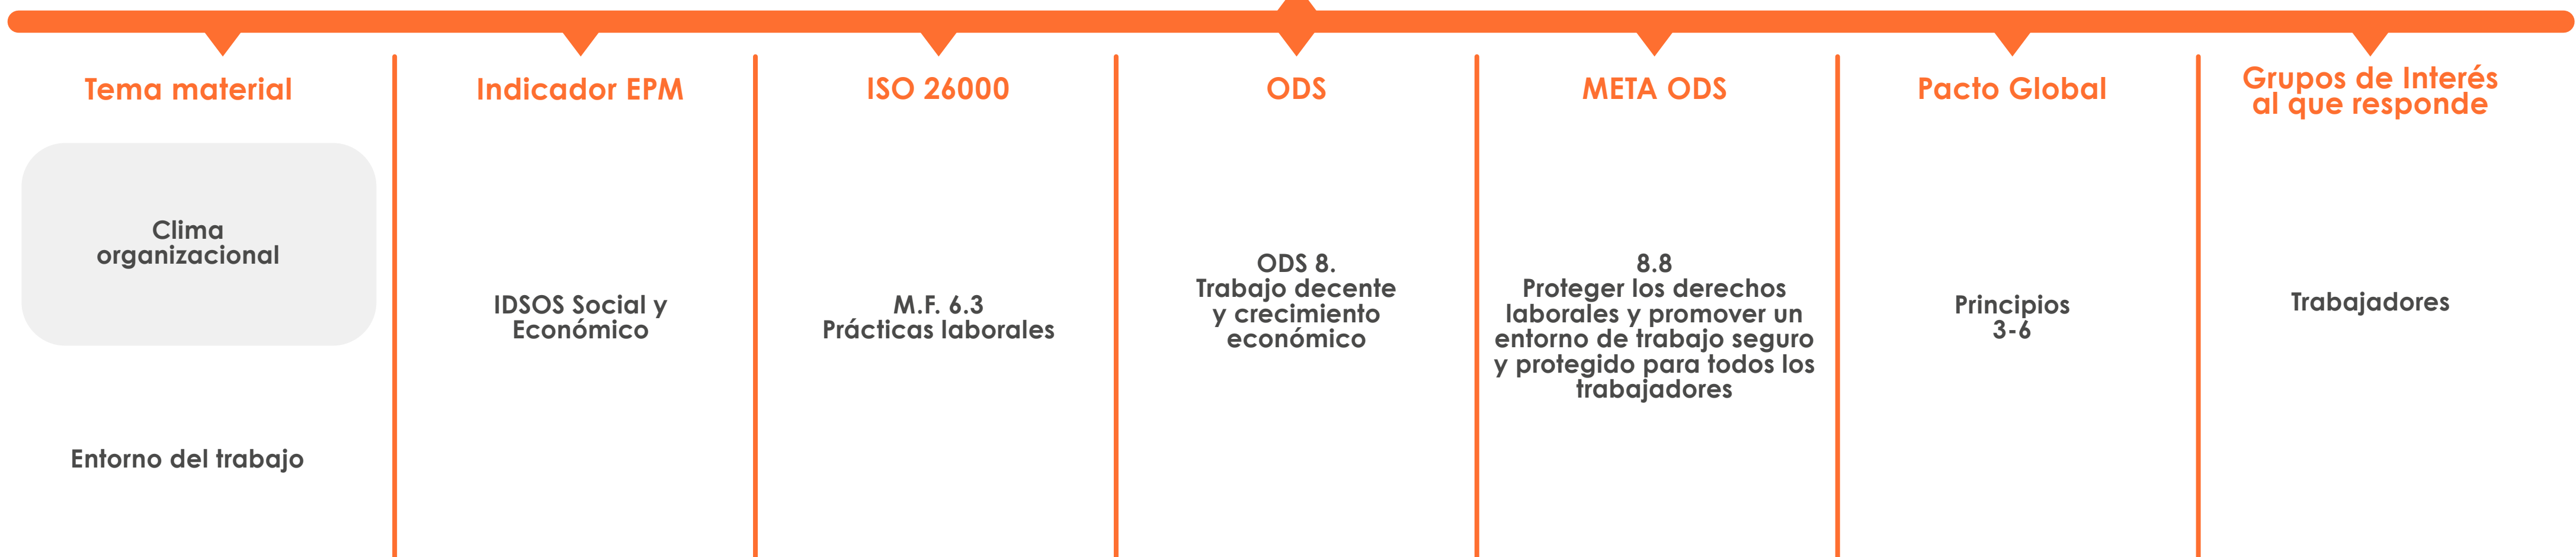 Tema material
Indicador EPM
ISO 26000
ODS
META ODS
Pacto Global
Grupos de Interés
al que responde
Clima
organizacional
Entorno del trabajo
IDSOS Social y
Económico
M.F. 6.3
Prácticas laborales
ODS 8.
Trabajo decente
y crecimiento
económico
8.8
Proteger los derechos
laborales y promover un
entorno de trabajo seguro
y protegido para todos los
trabajadores
Principios
3-6
Trabajadores